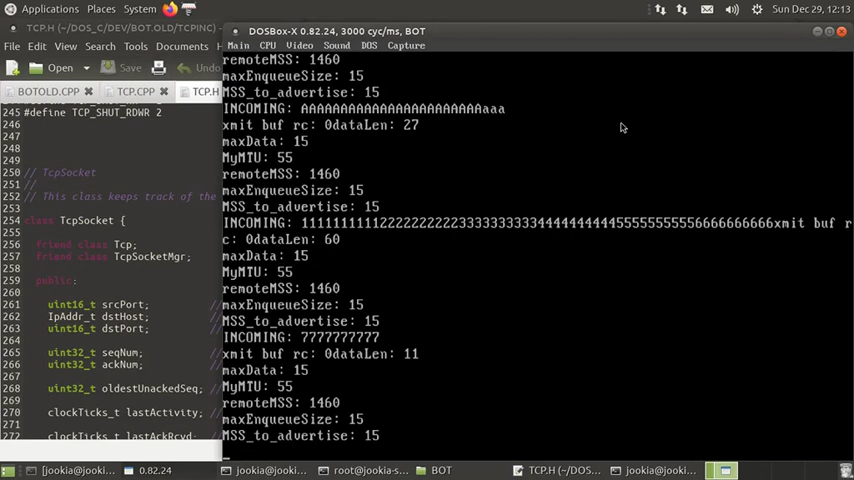 Applications Places System
Sun Dec 29, 12:13
TCP.H (~/DOS_C/DEV/BOT.OLD/TCPINC)
File Edit View Search Tools Documents
Open Save Undo
BOTOLD.CPP TCP.CPP TCP.H
245 #define TCP_SHUT_RDWR 2
246
247
248
249
250 // TcpSocket
251 //
252 // This class keeps track of the
253
254 class TcpSocket {
255
256 friend class Tcp;
257 friend class TcpSocketMgr;
258
259 public:
260
261 uint16_t srcPort; //
262 IpAddr_t dstHost; //
263 uint16_t dstPort; //
264
265 uint32_t seqNum; //
266 uint32_t ackNum; //
267
268 uint32_t oldestUnackedSeq; //
269
270 clockTicks_t lastActivity; //
271
272 clockTicks_t lastAckRcvd; //
DOSBox-X 0.82.24, 3000 cyc/ms, BOT
Main CPU Video Sound DOS Capture
remoteMSS: 1460
maxEnqueueSize: 15
MSS_to_advertise: 15
INCOMING: AAAAAAAAAAAAAAAAAAAAAAAaaa
xmit buf rc: 0dataLen: 27
maxData: 15
MyMTU: 55
remoteMSS: 1460
maxEnqueueSize: 15
MSS_to_advertise: 15
INCOMING: 111111111122222222223333333333444444444455555555556666666666xmit buf r
c: 0dataLen: 60
maxData: 15
MyMTU: 55
remoteMSS: 1460
maxEnqueueSize: 15
MSS_to_advertise: 15
INCOMING: 7777777777
xmit buf rc: 0dataLen: 11
maxData: 15
MyMTU: 55
remoteMSS: 1460
maxEnqueueSize: 15
MSS_to_advertise: 15
[jookia@jooki... 0.82.24 jookia@jooki... root@jookia-s... BOT TCP.H (~/DOS... jookia@jooki...